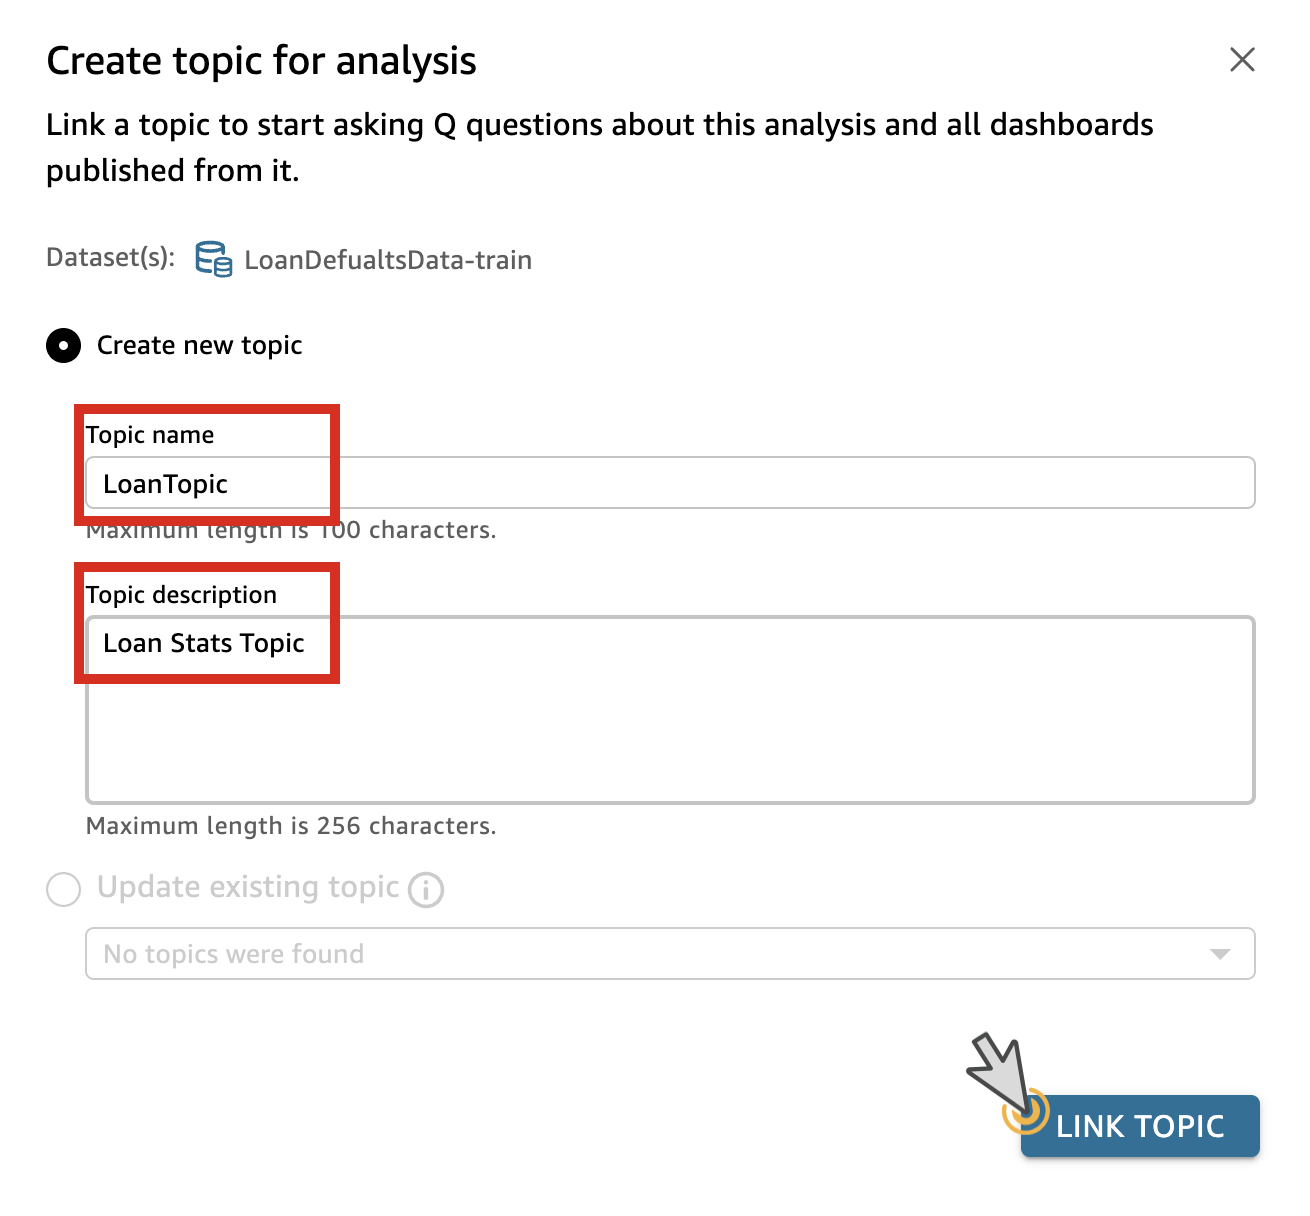 Create topic for analysis
Link a topic to start asking Q questions about this analysis and all dashboards
published from it.
Dataset(s): LoanDefualtsData-train
Create new topic
Topic name
LoanTopic
Maximum length is 100 characters.
Topic description
Loan Stats Topic
Maximum length is 256 characters.
Update existing topic
No topics were found
LINK TOPIC